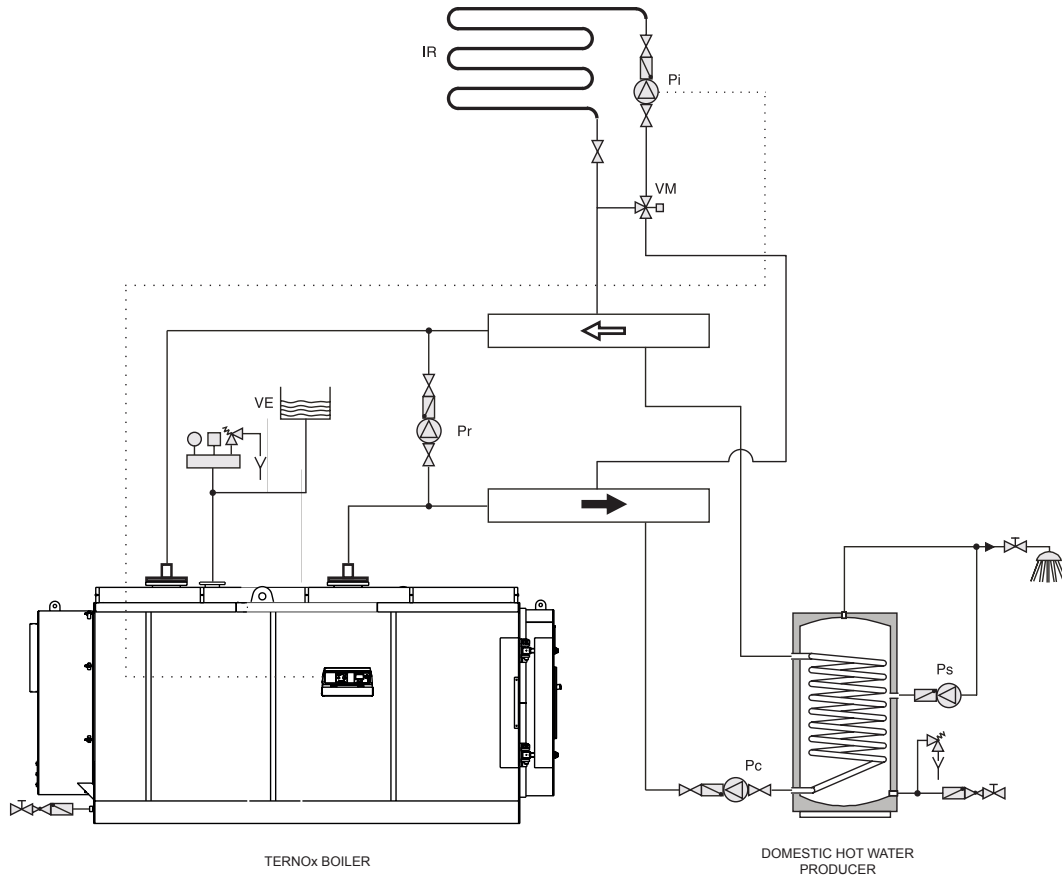 IR
Pi
VM
VE
Pr
Ps
Pc
TERNOx BOILER
DOMESTIC HOT WATER
PRODUCER